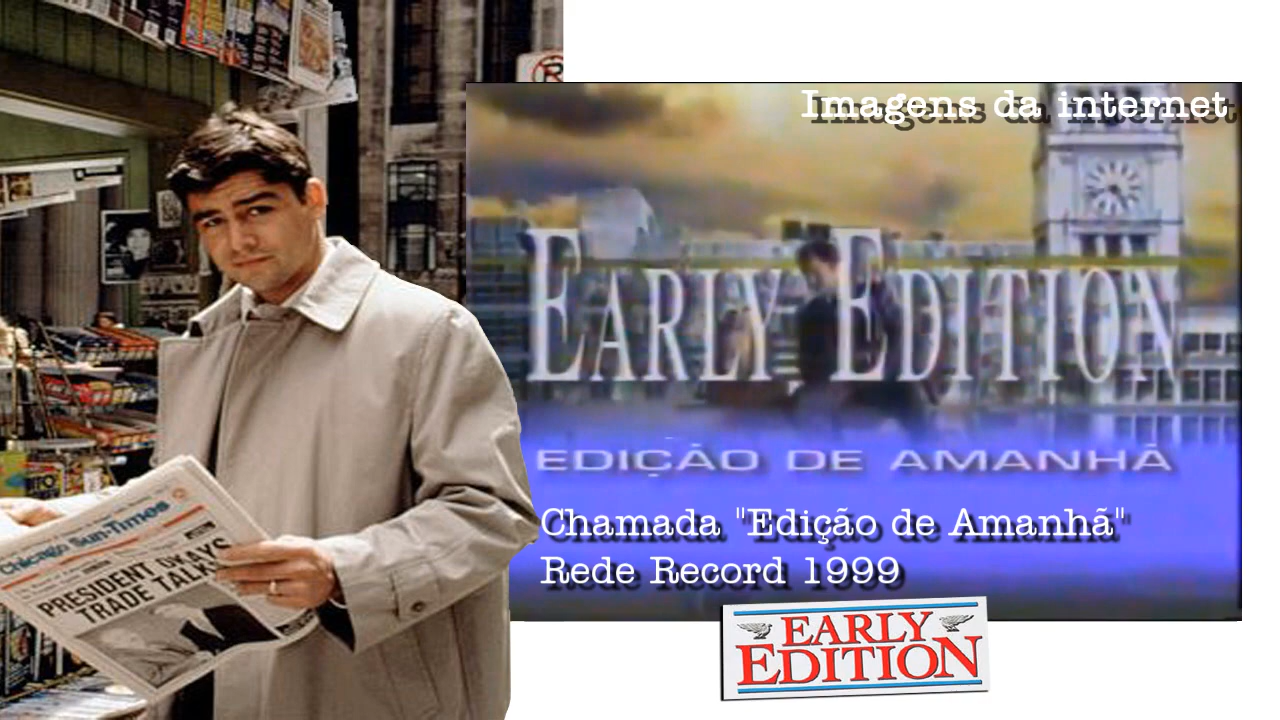 Imagens da internet
EARLY EDITION
EDIÇÃO DE AMANHÃ
Chamada "Edição de Amanhã"
Rede Record 1999
Chicago Sun-Times
PRESIDENT OKAYS
TRADE TALKS
EARLY
EDITION